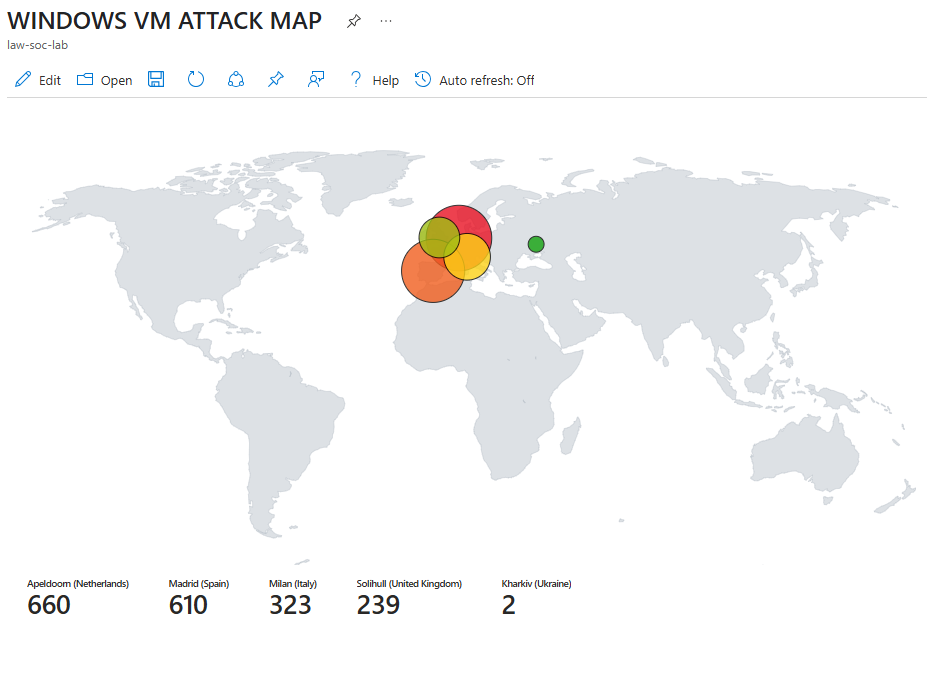 WINDOWS VM ATTACK MAP
law-soc-lab
Edit Open Help Auto refresh: Off
Apeldoorn (Netherlands) Madrid (Spain) Milan (Italy) Solihull (United Kingdom) Kharkiv (Ukraine)
660 610 323 239 2